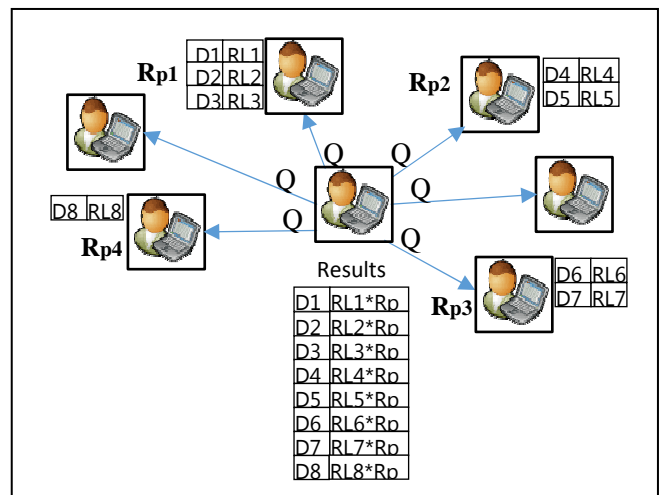 Rp1
D1 RL1
D2 RL2
D3 RL3
Rp2
D4 RL4
D5 RL5
Q
Q
Q
Q
Q
Q
D8 RL8
Rp4
Rp3
D6 RL6
D7 RL7
Results
D1 RL1*Rp
D2 RL2*Rp
D3 RL3*Rp
D4 RL4*Rp
D5 RL5*Rp
D6 RL6*Rp
D7 RL7*Rp
D8 RL8*Rp